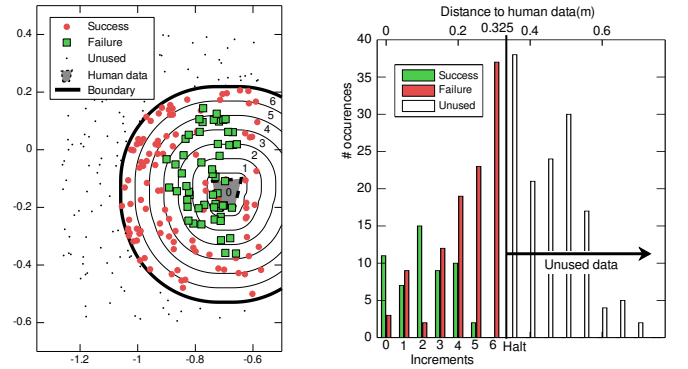 Success
Failure
Unused
Human data
Boundary
0.4
0.2
0
-0.2
-0.4
-0.6
-1.2
-1
-0.8
-0.6
6
5
4
3
2
1
0
Distance to human data(m)
0
0.2
0.325
0.4
0.6
Success
Failure
Unused
# occurences
40
35
30
25
20
15
10
5
0
Unused data
0 1 2 3 4 5 6 Halt
Increments